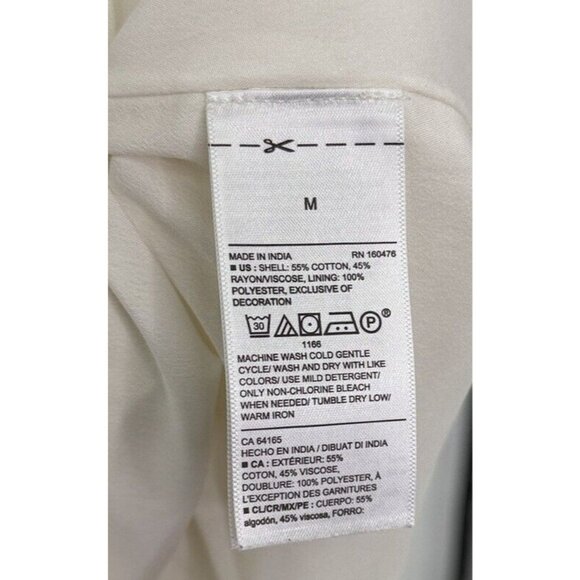 M
MADE IN INDIA RN 160476
■ US : SHELL: 55% COTTON, 45%
RAYON/VISCOSE, LINING: 100%
POLYESTER, EXCLUSIVE OF
DECORATION
30 P ®
1166
MACHINE WASH COLD GENTLE
CYCLE/ WASH AND DRY WITH LIKE
COLORS/ USE MILD DETERGENT/
ONLY NON-CHLORINE BLEACH
WHEN NEEDED/ TUMBLE DRY LOW/
WARM IRON
CA 64165
HECHO EN INDIA / DIBUAT DI INDIA
■ CA : EXTÉRIEUR: 55%
COTON, 45% VISCOSE,
DOUBLURE: 100% POLYESTER, À
L'EXCEPTION DES GARNITURES
■ CL/CR/MX/PE : CUERPO: 55%
algodón, 45% viscosa, FORRO: